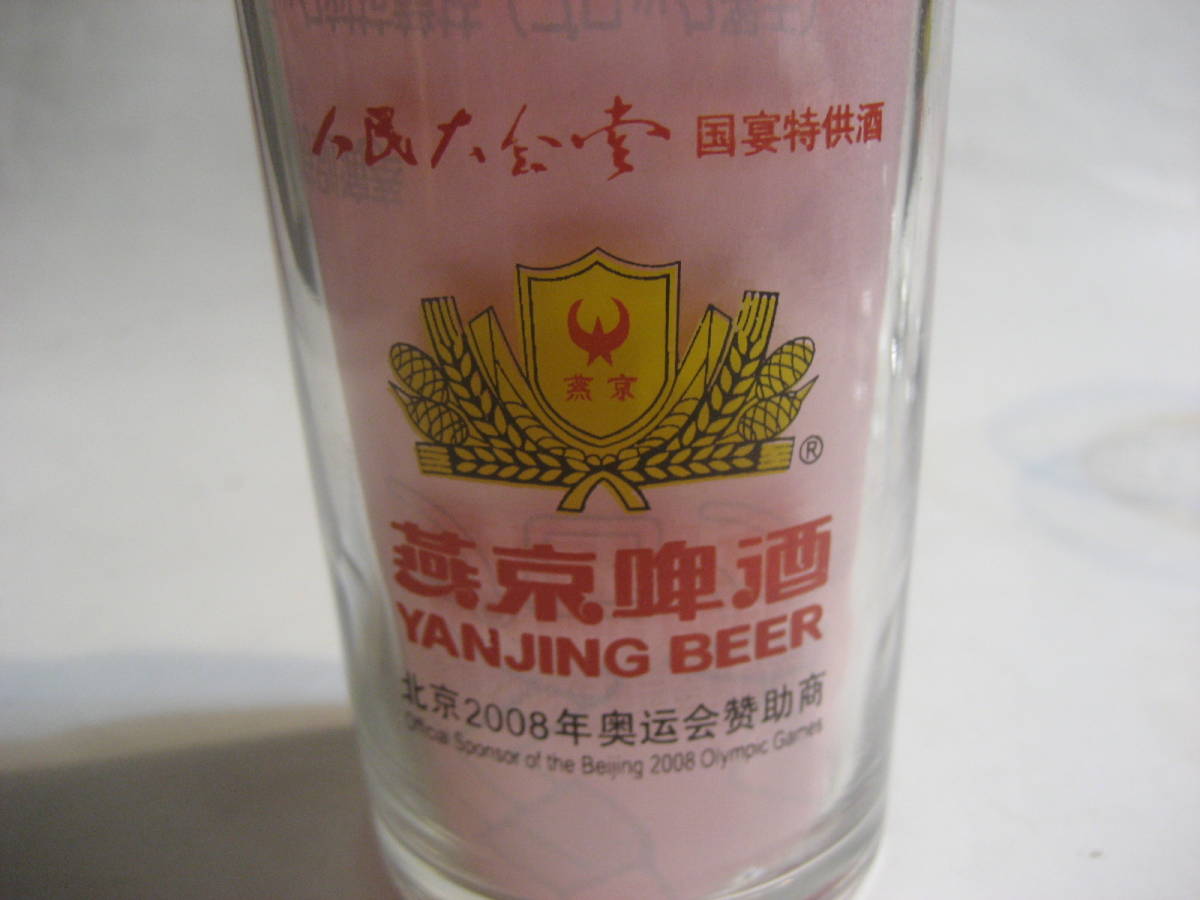 人民大会堂 国宴特供酒
燕京
®
燕京啤酒
YANJING BEER
北京2008年奥运会赞助商
Official Sponsor of the Beijing 2008 Olympic Games